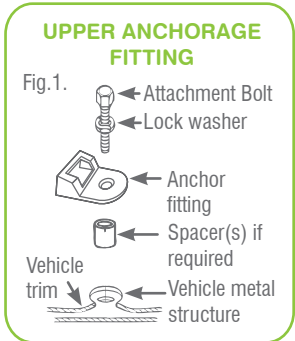 UPPER ANCHORAGE
FITTING
Fig.1.
Attachment Bolt
Lock washer
Anchor
fitting
Spacer(s) if
required
Vehicle
trim
Vehicle metal
structure